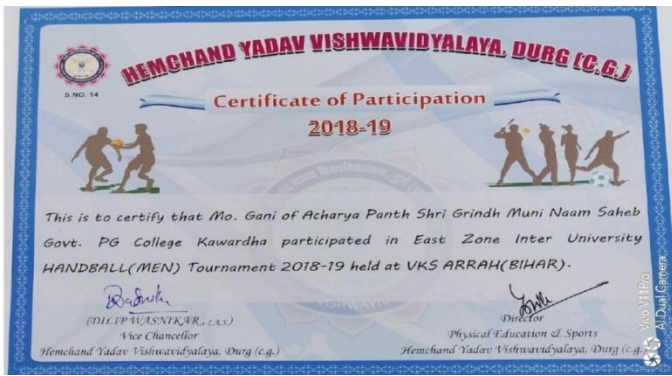 HEMCHAND YADAV VISHWAVIDYALAYA, DURG (C.G.)
S.NO. 14
Certificate of Participation
2018-19
This is to certify that Mo. Gani of Acharya Panth Shri Grindh Muni Naam Saheb
Govt. PG College Kawardha participated in East Zone Inter University
HANDBALL(MEN) Tournament 2018-19 held at VKS ARRAH(BIHAR).
(DILIP WASNIKAR, I.A.S.)
Vice Chancellor
Hemchand Yadav Vishwavidyalaya, Durg (c.g.)
Director
Physical Education & Sports
Hemchand Yadav Vishwavidyalaya, Durg (c.g.)
Vivo V11Pro
AI Dual Camera